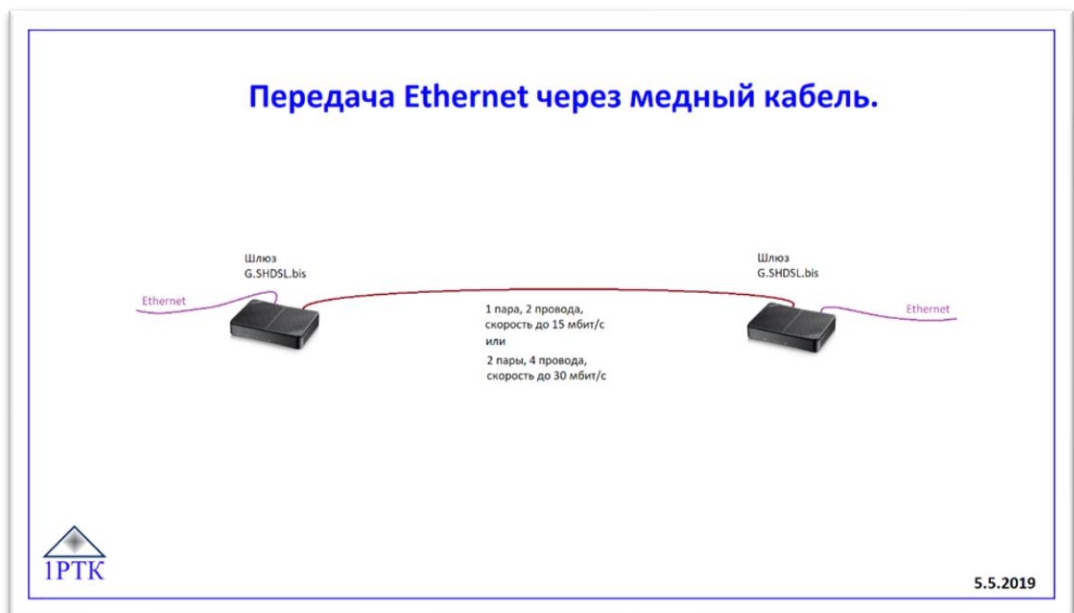 Передача Ethernet через медный кабель.
Шлюз
G.SHDSL.bis
Ethernet
1 пара, 2 провода,
скорость до 15 мбит/с
или
2 пары, 4 провода,
скорость до 30 мбит/с
Шлюз
G.SHDSL.bis
Ethernet
1РТК
5.5.2019